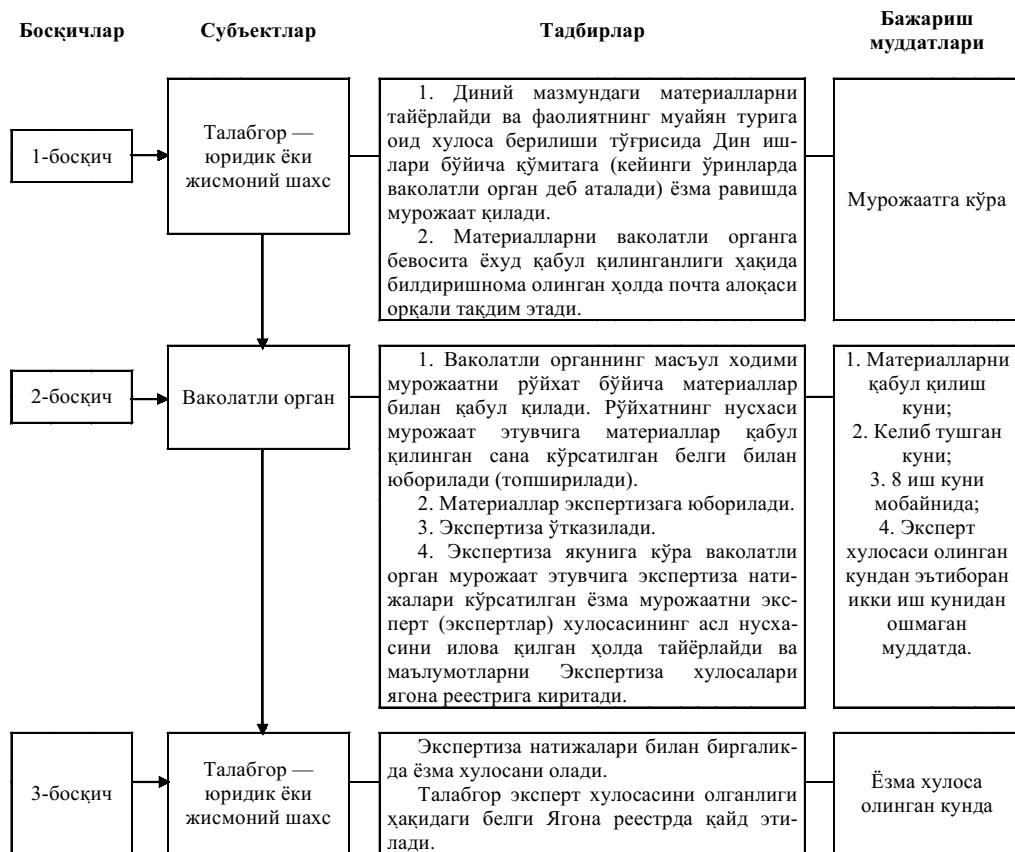 Босқичлар
Субъектлар
Тадбирлар
Бажариш
муддатлари
1-босқич
Талабгор —
юридик ёки
жисмоний шахс
1. Диний мазмундаги материалларни
тайёрлайди ва фаолиятнинг муайян турига
оид хулоса берилиши тўғрисида Дин иш-
лари бўйича қўмитага (кейинги ўринларда
ваколатли орган деб аталади) ёзма равишда
мурожаат қилади.
2. Материалларни ваколатли органга
бевосита ёхуд қабул қилинганлиги ҳақида
билдиришнома олинган ҳолда почта алоқаси
орқали тақдим этади.
Мурожаатга кўра
2-босқич
Ваколатли орган
1. Ваколатли органнинг масъул ходими
мурожаатни рўйхат бўйича материаллар
билан қабул қилади. Рўйхатнинг нусхаси
мурожаат этувчига материаллар қабул
қилинган сана кўрсатилган белги билан
юборилади (топширилади).
2. Материаллар экспертизага юборилади.
3. Экспертиза ўтказилади.
4. Экспертиза якунига кўра ваколатли
орган мурожаат этувчига экспертиза нати-
жалари кўрсатилган ёзма мурожаатни экс-
перт (экспертлар) хулосасининг асл нусха-
сини илова қилган ҳолда тайёрлайди ва
маълумотларни Экспертиза хулосалари
ягона реестрига киритади.
1. Материалларни
қабул қилиш
куни;
2. Келиб тушган
куни;
3. 8 иш куни
мобайнида;
4. Эксперт
хулосаси олинган
кундан эътиборан
икки иш кунидан
ошмаган
муддатда.
3-босқич
Талабгор —
юридик ёки
жисмоний шахс
Экспертиза натижалари билан биргалик-
да ёзма хулосани олади.
Талабгор эксперт хулосасини олганлиги
ҳақидаги белги Ягона реестрда қайд эти-
лади.
Ёзма хулоса
олинган кунда